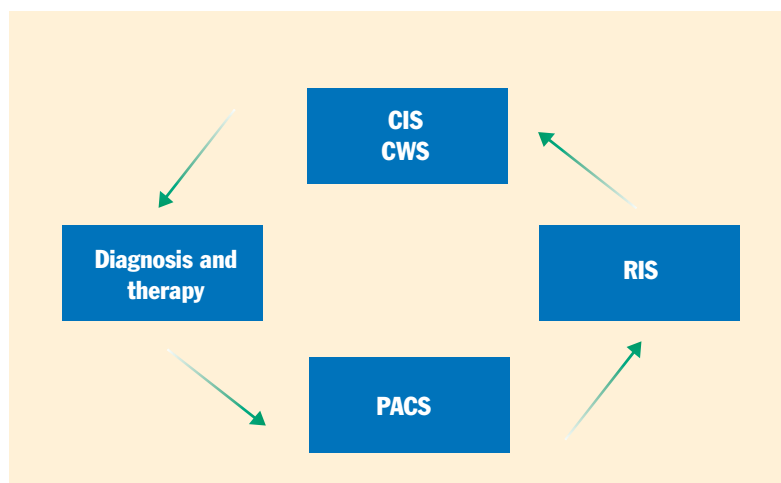 CIS
CWS
Diagnosis and
therapy
RIS
PACS